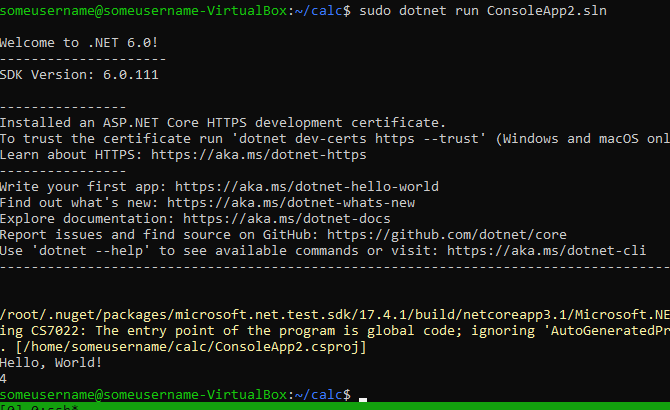 someusername@someusername-VirtualBox:~/calc$ sudo dotnet run ConsoleApp2.sln
Welcome to .NET 6.0!
---------------------
SDK Version: 6.0.111
----------------
Installed an ASP.NET Core HTTPS development certificate.
To trust the certificate run 'dotnet dev-certs https --trust' (Windows and macOS onl
Learn about HTTPS: https://aka.ms/dotnet-https
----------------
Write your first app: https://aka.ms/dotnet-hello-world
Find out what's new: https://aka.ms/dotnet-whats-new
Explore documentation: https://aka.ms/dotnet-docs
Report issues and find source on GitHub: https://github.com/dotnet/core
Use 'dotnet --help' to see available commands or visit: https://aka.ms/dotnet-cli
------------------------------------------------------------------------------------
/root/.nuget/packages/microsoft.net.test.sdk/17.4.1/build/netcoreapp3.1/Microsoft.NE
ing CS7022: The entry point of the program is global code; ignoring 'AutoGeneratedPr
. [/home/someusername/calc/ConsoleApp2.csproj]
Hello, World!
4
someusername@someusername-VirtualBox:~/calc$